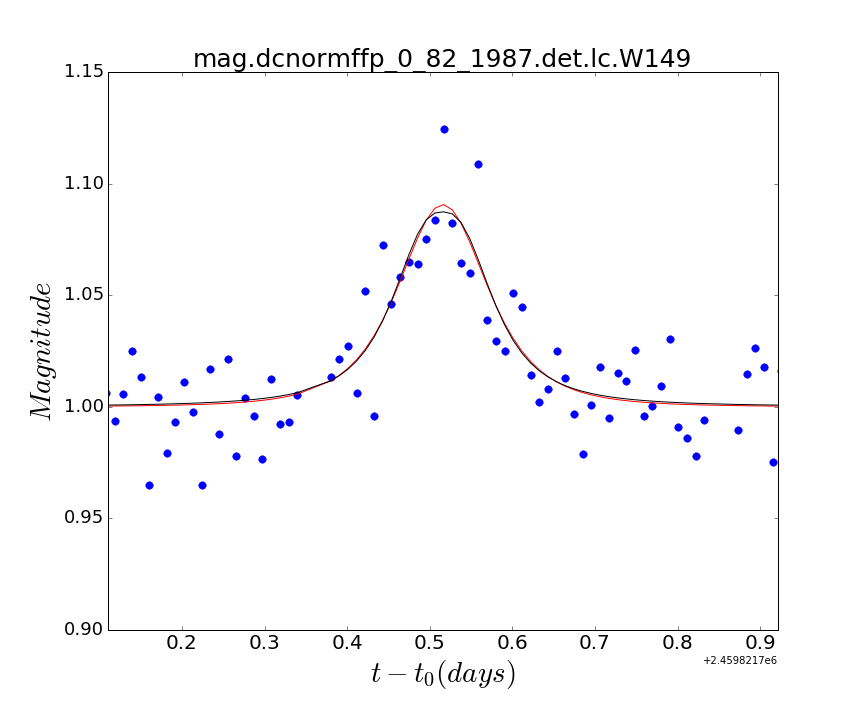 mag.dcnormffp_0_82_1987.det.lc.W149
1.15
1.10
1.05
1.00
0.95
0.90
Magnitude
0.2 0.3 0.4 0.5 0.6 0.7 0.8 0.9
+2.4598217e6
t − t₀(days)